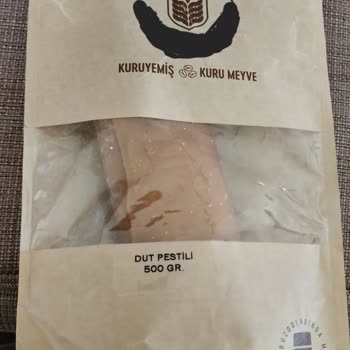 KURUYEMİŞ KURU MEYVE
DUT PESTİLİ
500 GR.